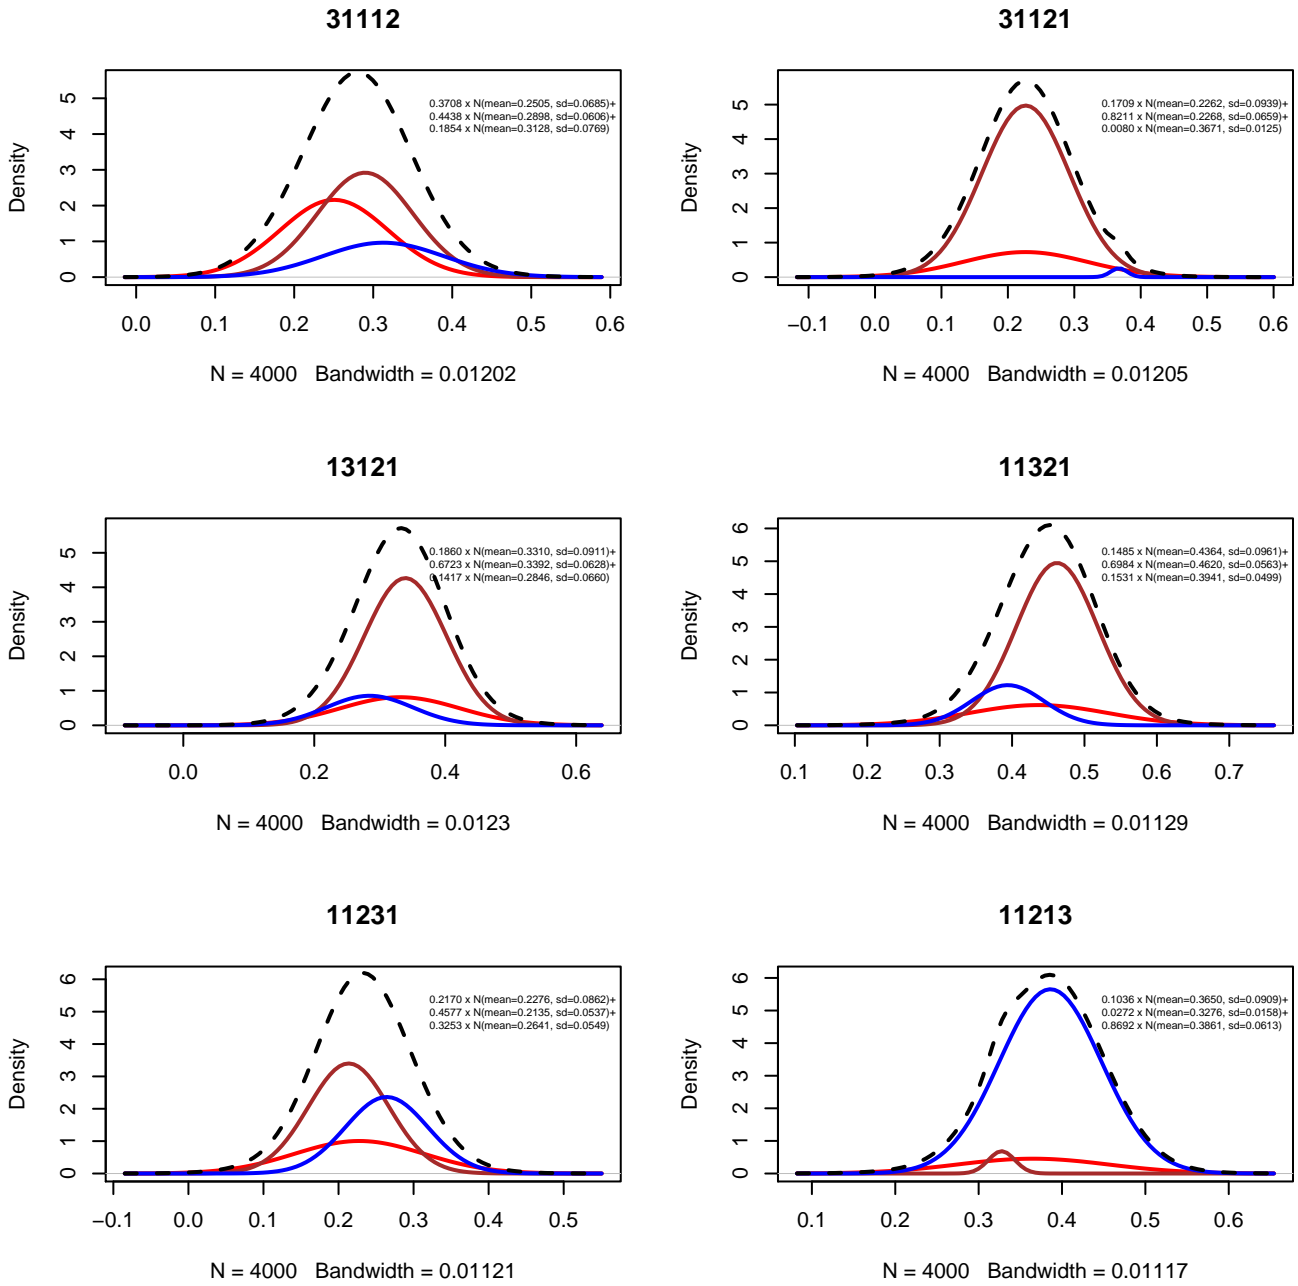 31112
Density
0 1 2 3 4 5
0.3708 x N(mean=0.2505, sd=0.0685)+
0.4438 x N(mean=0.2898, sd=0.0606)+
0.1854 x N(mean=0.3128, sd=0.0769)
0.0 0.1 0.2 0.3 0.4 0.5 0.6
N = 4000 Bandwidth = 0.01202
31121
Density
0 1 2 3 4 5
0.1709 x N(mean=0.2262, sd=0.0939)+
0.8211 x N(mean=0.2268, sd=0.0659)+
0.0080 x N(mean=0.3671, sd=0.0125)
−0.1 0.0 0.1 0.2 0.3 0.4 0.5 0.6
N = 4000 Bandwidth = 0.01205
13121
Density
0 1 2 3 4 5
0.1860 x N(mean=0.3310, sd=0.0911)+
0.6723 x N(mean=0.3392, sd=0.0628)+
0.1417 x N(mean=0.2846, sd=0.0660)
0.0 0.2 0.4 0.6
N = 4000 Bandwidth = 0.0123
11321
Density
0 1 2 3 4 5 6
0.1485 x N(mean=0.4364, sd=0.0961)+
0.6984 x N(mean=0.4620, sd=0.0563)+
0.1531 x N(mean=0.3941, sd=0.0499)
0.1 0.2 0.3 0.4 0.5 0.6 0.7
N = 4000 Bandwidth = 0.01129
11231
Density
0 1 2 3 4 5 6
0.2170 x N(mean=0.2276, sd=0.0862)+
0.4577 x N(mean=0.2135, sd=0.0537)+
0.3253 x N(mean=0.2641, sd=0.0549)
−0.1 0.0 0.1 0.2 0.3 0.4 0.5
N = 4000 Bandwidth = 0.01121
11213
Density
0 1 2 3 4 5 6
0.1036 x N(mean=0.3650, sd=0.0909)+
0.0272 x N(mean=0.3276, sd=0.0158)+
0.8692 x N(mean=0.3861, sd=0.0613)
0.1 0.2 0.3 0.4 0.5 0.6
N = 4000 Bandwidth = 0.01117